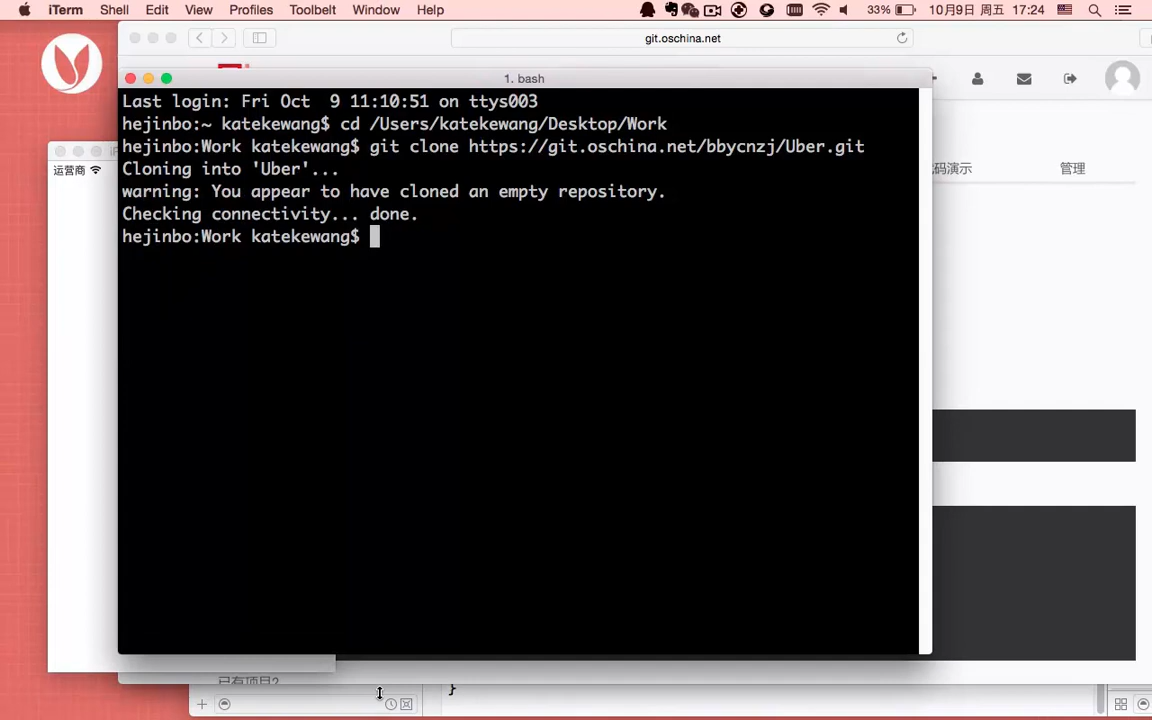 iTerm Shell Edit View Profiles Toolbelt Window Help 33% 10月9日 周五 17:24
git.oschina.net
1. bash
Last login: Fri Oct  9 11:10:51 on ttys003
hejinbo:~ katekewang$ cd /Users/katekewang/Desktop/Work
hejinbo:Work katekewang$ git clone https://git.oschina.net/bbycnzj/Uber.git
Cloning into 'Uber'...
warning: You appear to have cloned an empty repository.
Checking connectivity... done.
hejinbo:Work katekewang$
运营商
码演示 管理
已有项目?
}